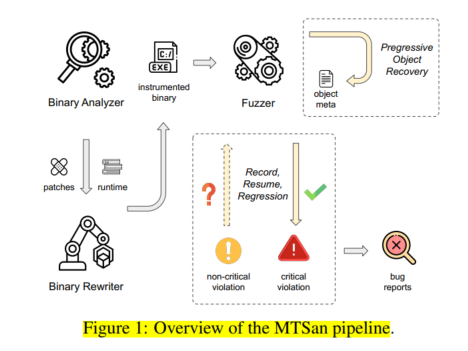 Binary Analyzer
C:/
EXE
instrumented
binary
Fuzzer
object
meta
Progressive
Object
Recovery
patches
runtime
Binary Rewriter
Record,
Resume,
Regression
?
!
non-critical
violation
!
critical
violation
bug
reports
Figure 1: Overview of the MTSan pipeline.